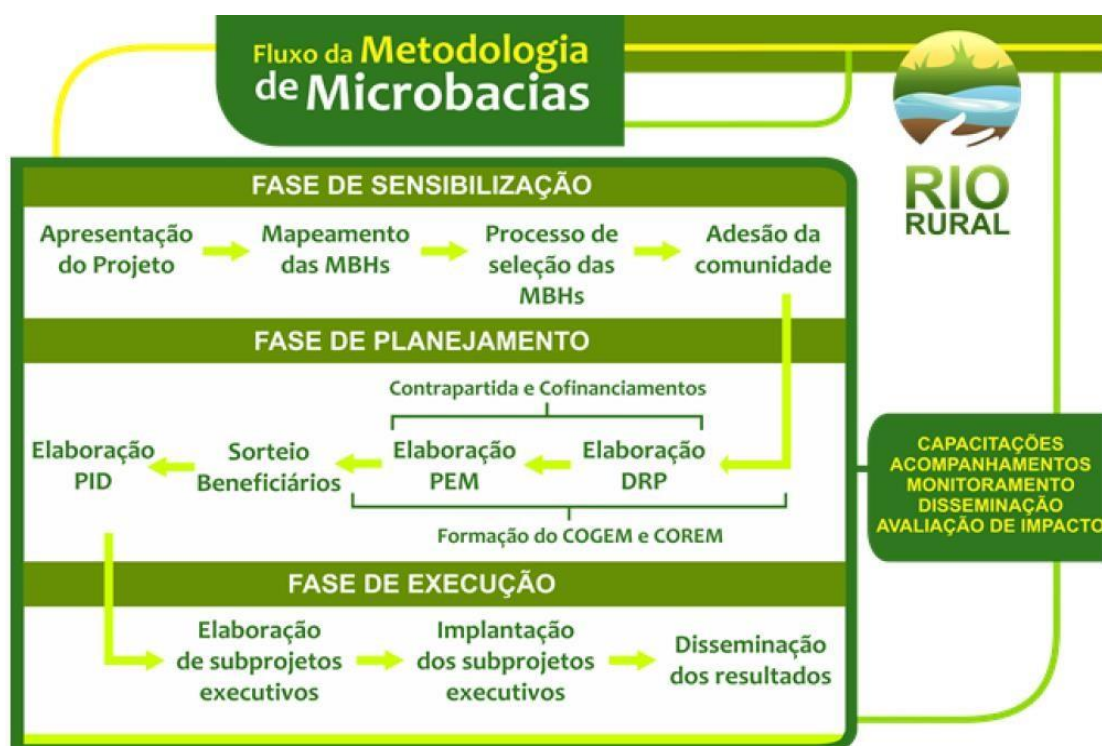 Fluxo da Metodologia
de Microbacias
RIO
RURAL
FASE DE SENSIBILIZAÇÃO
Apresentação
do Projeto
Mapeamento
das MBHs
Processo de
seleção das
MBHs
Adesão da
comunidade
FASE DE PLANEJAMENTO
Contrapartida e Cofinanciamentos
Elaboração
PID
Sorteio
Beneficiários
Elaboração
PEM
Elaboração
DRP
Formação do COGEM e COREM
CAPACITAÇÕES
ACOMPANHAMENTOS
MONITORAMENTO
DISSEMINAÇÃO
AVALIAÇÃO DE IMPACTO
FASE DE EXECUÇÃO
Elaboração
de subprojetos
executivos
Implantação
dos subprojetos
executivos
Disseminação
dos resultados